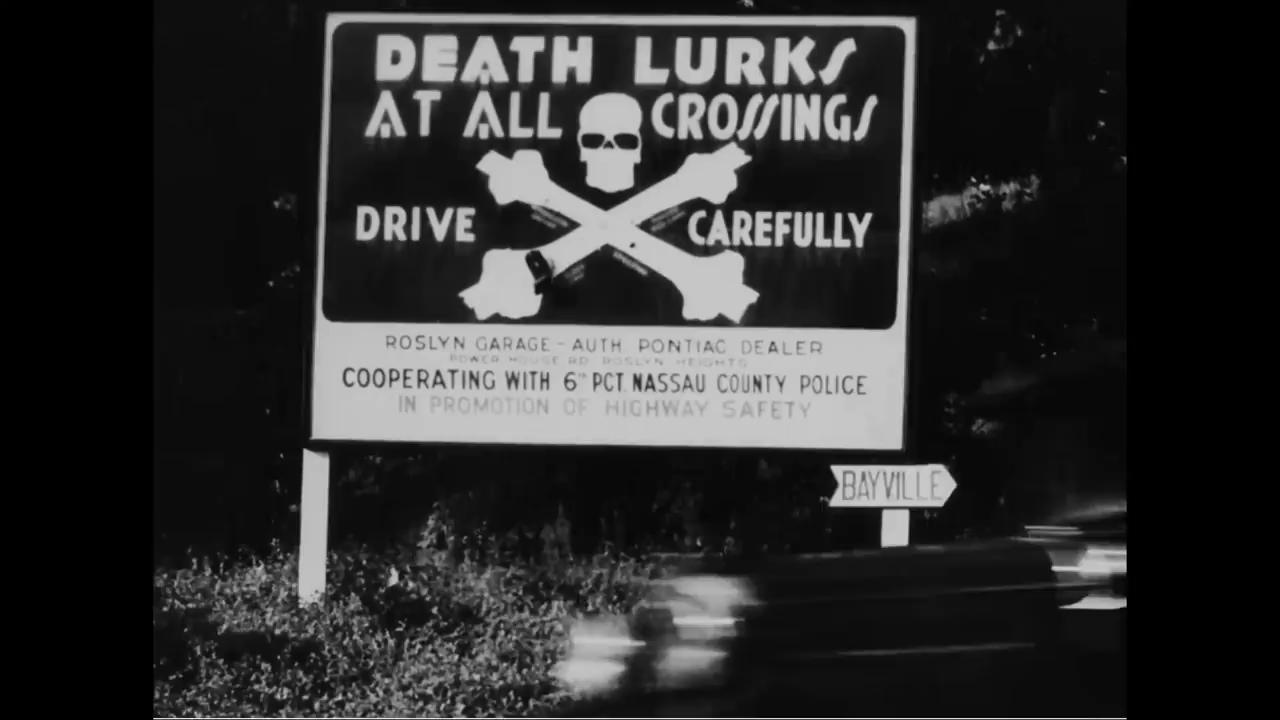 DEATH LURKS
AT ALL CROSSINGS
DRIVE CAREFULLY
ROSLYN GARAGE - AUTH. PONTIAC DEALER
POWER HOUSE RD. ROSLYN HEIGHTS
COOPERATING WITH 6TH PCT. NASSAU COUNTY POLICE
IN PROMOTION OF HIGHWAY SAFETY
BAYVILLE